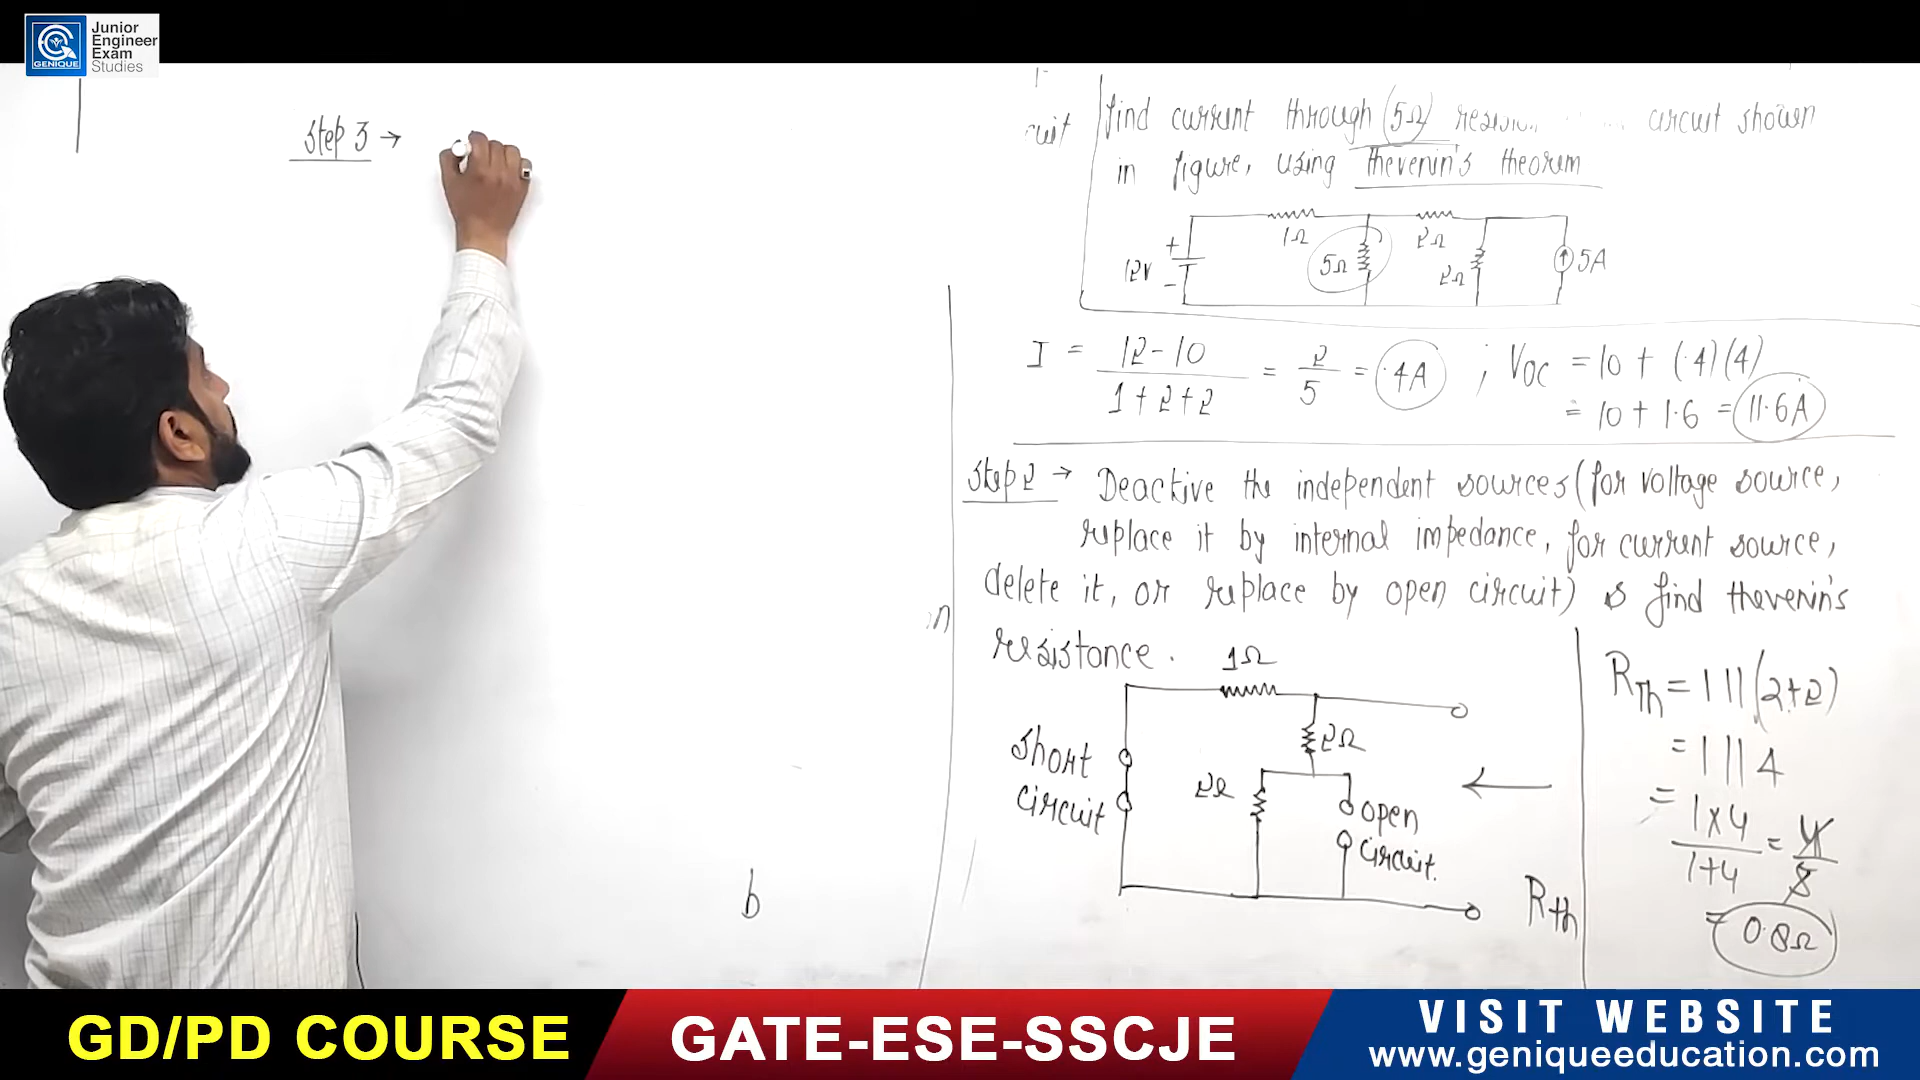 GENIQUE
Junior
Engineer
Exam
Studies
Step 3 →
cuit
find current through (5Ω) circuit shown
in figure, using thevenin's theorem
1Ω
2Ω
+
12V
-
5Ω
2Ω
5A
I = 12-10 / 1+2+2 = 2/5 = .4A ; Voc = 10 + (.4)(4)
= 10 + 1.6 = 11.6A
Step 2 → Deactive the independent sources (for voltage source,
replace it by internal impedance, for current source,
delete it, or replace by open circuit) & find thevenin's
resistance.
1Ω
2Ω
short
circuit
2Ω
open
circuit.
Rth
RTh = 1 || (2+2)
= 1 || 4
= 1x4 / 1+4 = 4/5
= 0.8Ω
b
GD/PD COURSE
GATE-ESE-SSCJE
VISIT WEBSITE
www.geniqueeducation.com